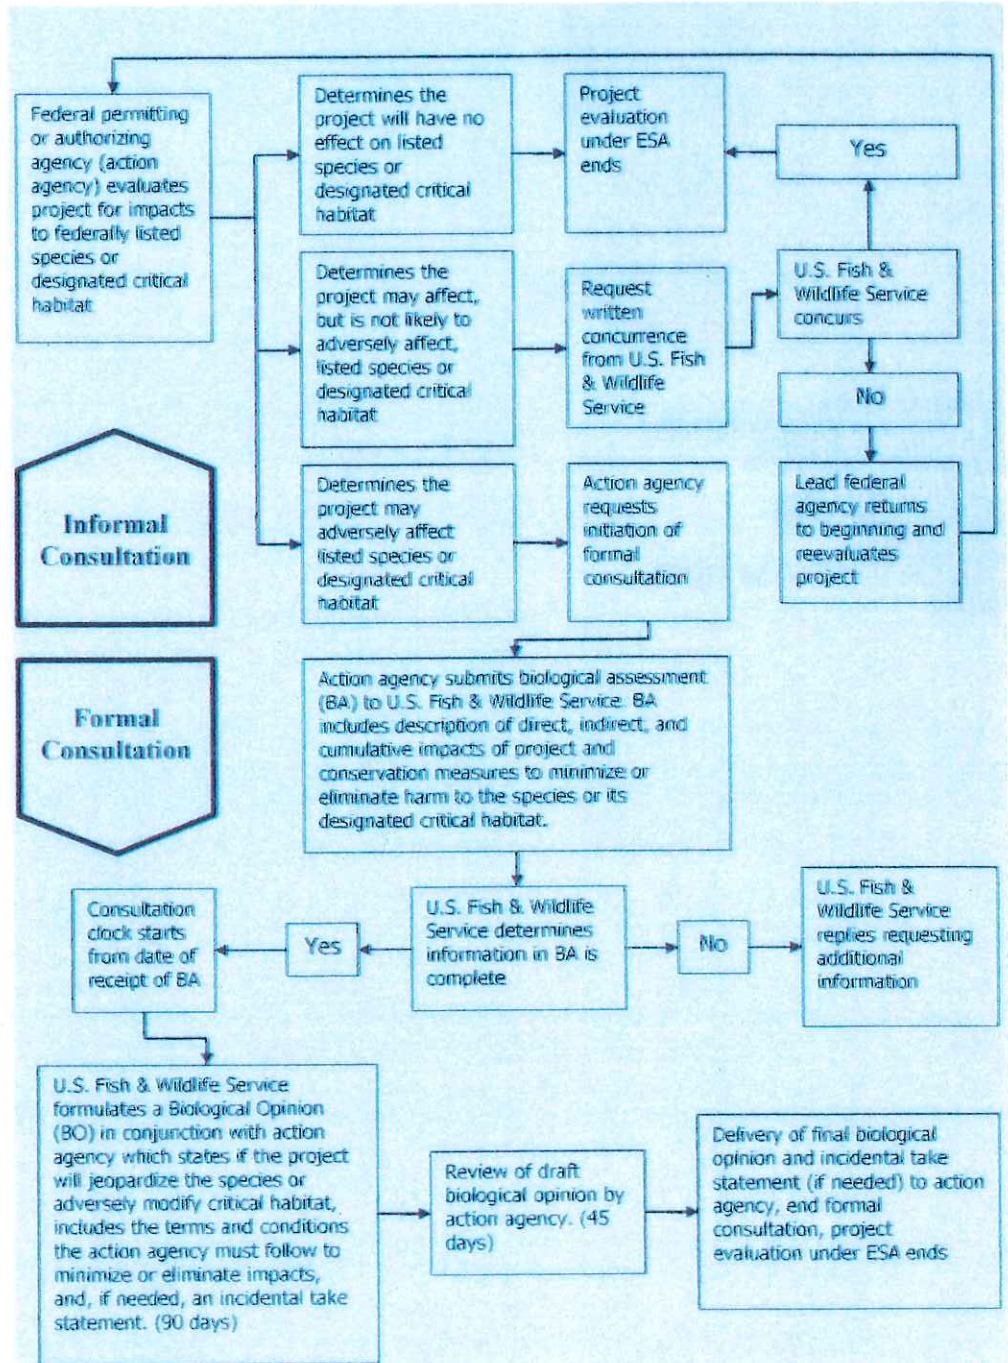 Federal permitting
or authorizing
agency (action
agency) evaluates
project for impacts
to federally listed
species or
designated critical
habitat
Determines the
project will have no
effect on listed
species or
designated critical
habitat
Project
evaluation
under ESA
ends
Yes
Determines the
project may affect,
but is not likely to
adversely affect,
listed species or
designated critical
habitat
Request
written
concurrence
from U.S. Fish
& Wildlife
Service
U.S. Fish &
Wildlife Service
concurs
No
Informal
Consultation
Determines the
project may
adversely affect
listed species or
designated critical
habitat
Action agency
requests
initiation of
formal
consultation
Lead federal
agency returns
to beginning and
reevaluates
project
Formal
Consultation
Action agency submits biological assessment
(BA) to U.S. Fish & Wildlife Service. BA
includes description of direct, indirect, and
cumulative impacts of project and
conservation measures to minimize or
eliminate harm to the species or its
designated critical habitat.
Consultation
clock starts
from date of
receipt of BA
Yes
U.S. Fish & Wildlife
Service determines
information in BA is
complete
No
U.S. Fish &
Wildlife Service
replies requesting
additional
information
U.S. Fish & Wildlife Service
formulates a Biological Opinion
(BO) in conjunction with action
agency which states if the project
will jeopardize the species or
adversely modify critical habitat,
includes the terms and conditions
the action agency must follow to
minimize or eliminate impacts,
and, if needed, an incidental take
statement. (90 days)
Review of draft
biological opinion by
action agency. (45
days)
Delivery of final biological
opinion and incidental take
statement (if needed) to action
agency, end formal
consultation, project
evaluation under ESA ends